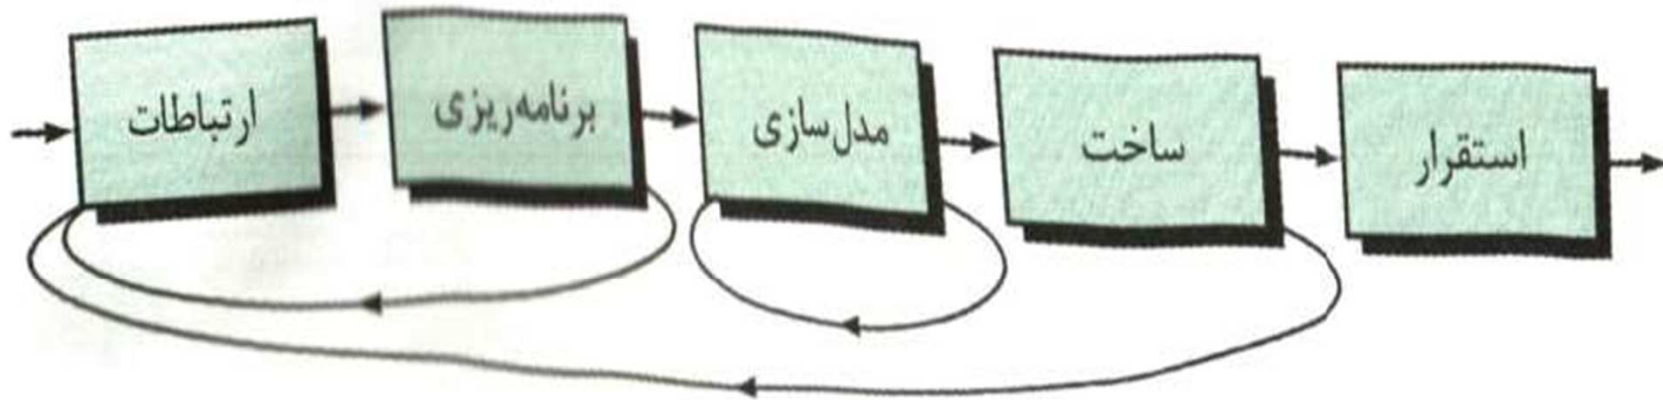 ارتباطات
برنامه‌ریزی
مدل‌سازی
ساخت
استقرار